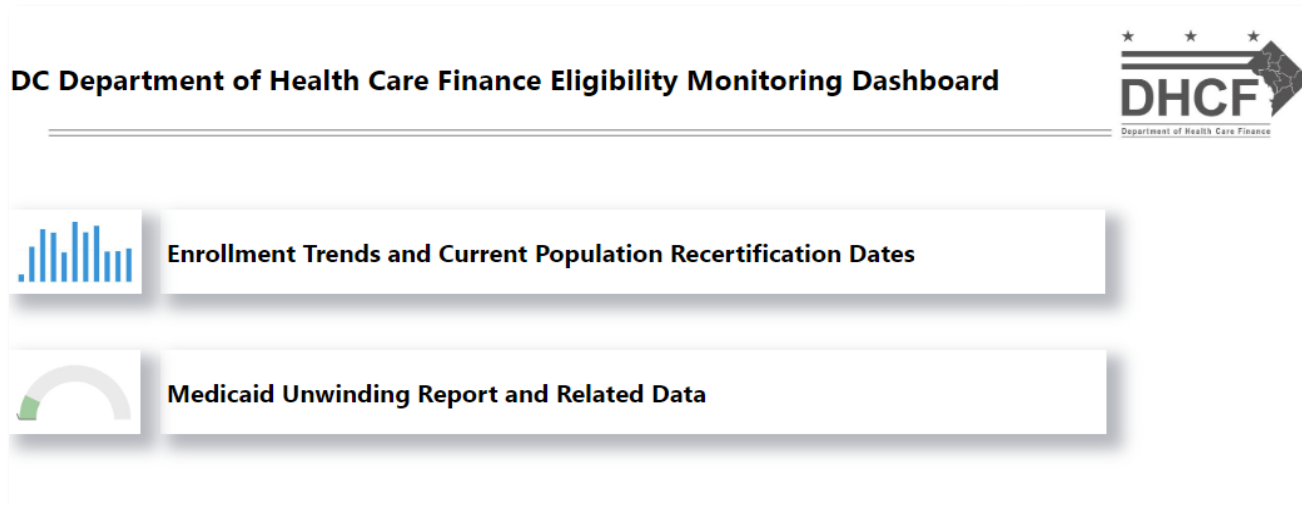 DC Department of Health Care Finance Eligibility Monitoring Dashboard
DHCF
Department of Health Care Finance
Enrollment Trends and Current Population Recertification Dates
Medicaid Unwinding Report and Related Data